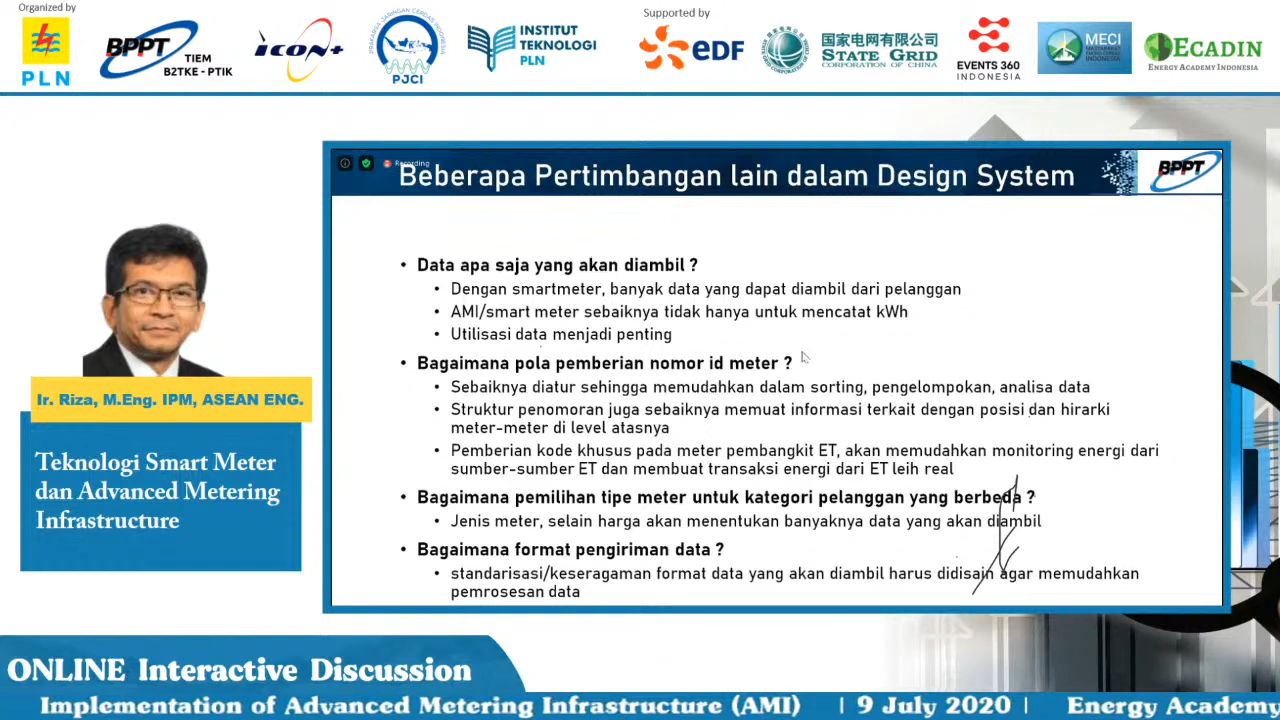 Organized by
PLN
BPPT
TIEM
B2TKE - PTIK
icon+
PRAKARSA JARINGAN CERDAS INDONESIA
PJCI
INSTITUT
TEKNOLOGI
PLN
Supported by
edf
国家电网有限公司
STATE GRID
CORPORATION OF CHINA
EVENTS 360
INDONESIA
MECI
ECADIN
ENERGY ACADEMY INDONESIA
Recording
Beberapa Pertimbangan lain dalam Design System
BPPT
• Data apa saja yang akan diambil ?
• Dengan smartmeter, banyak data yang dapat diambil dari pelanggan
• AMI/smart meter sebaiknya tidak hanya untuk mencatat kWh
• Utilisasi data menjadi penting
• Bagaimana pola pemberian nomor id meter ?
• Sebaiknya diatur sehingga memudahkan dalam sorting, pengelompokan, analisa data
• Struktur penomoran juga sebaiknya memuat informasi terkait dengan posisi dan hirarki
meter-meter di level atasnya
• Pemberian kode khusus pada meter pembangkit ET, akan memudahkan monitoring energi dari
sumber-sumber ET dan membuat transaksi energi dari ET leih real
• Bagaimana pemilihan tipe meter untuk kategori pelanggan yang berbeda ?
• Jenis meter, selain harga akan menentukan banyaknya data yang akan diambil
• Bagaimana format pengiriman data ?
• standarisasi/keseragaman format data yang akan diambil harus didisain agar memudahkan
pemrosesan data
Ir. Riza, M.Eng. IPM, ASEAN ENG.
Teknologi Smart Meter
dan Advanced Metering
Infrastructure
ONLINE Interactive Discussion
Implementation of Advanced Metering Infrastructure (AMI) | 9 July 2020 | Energy Academy